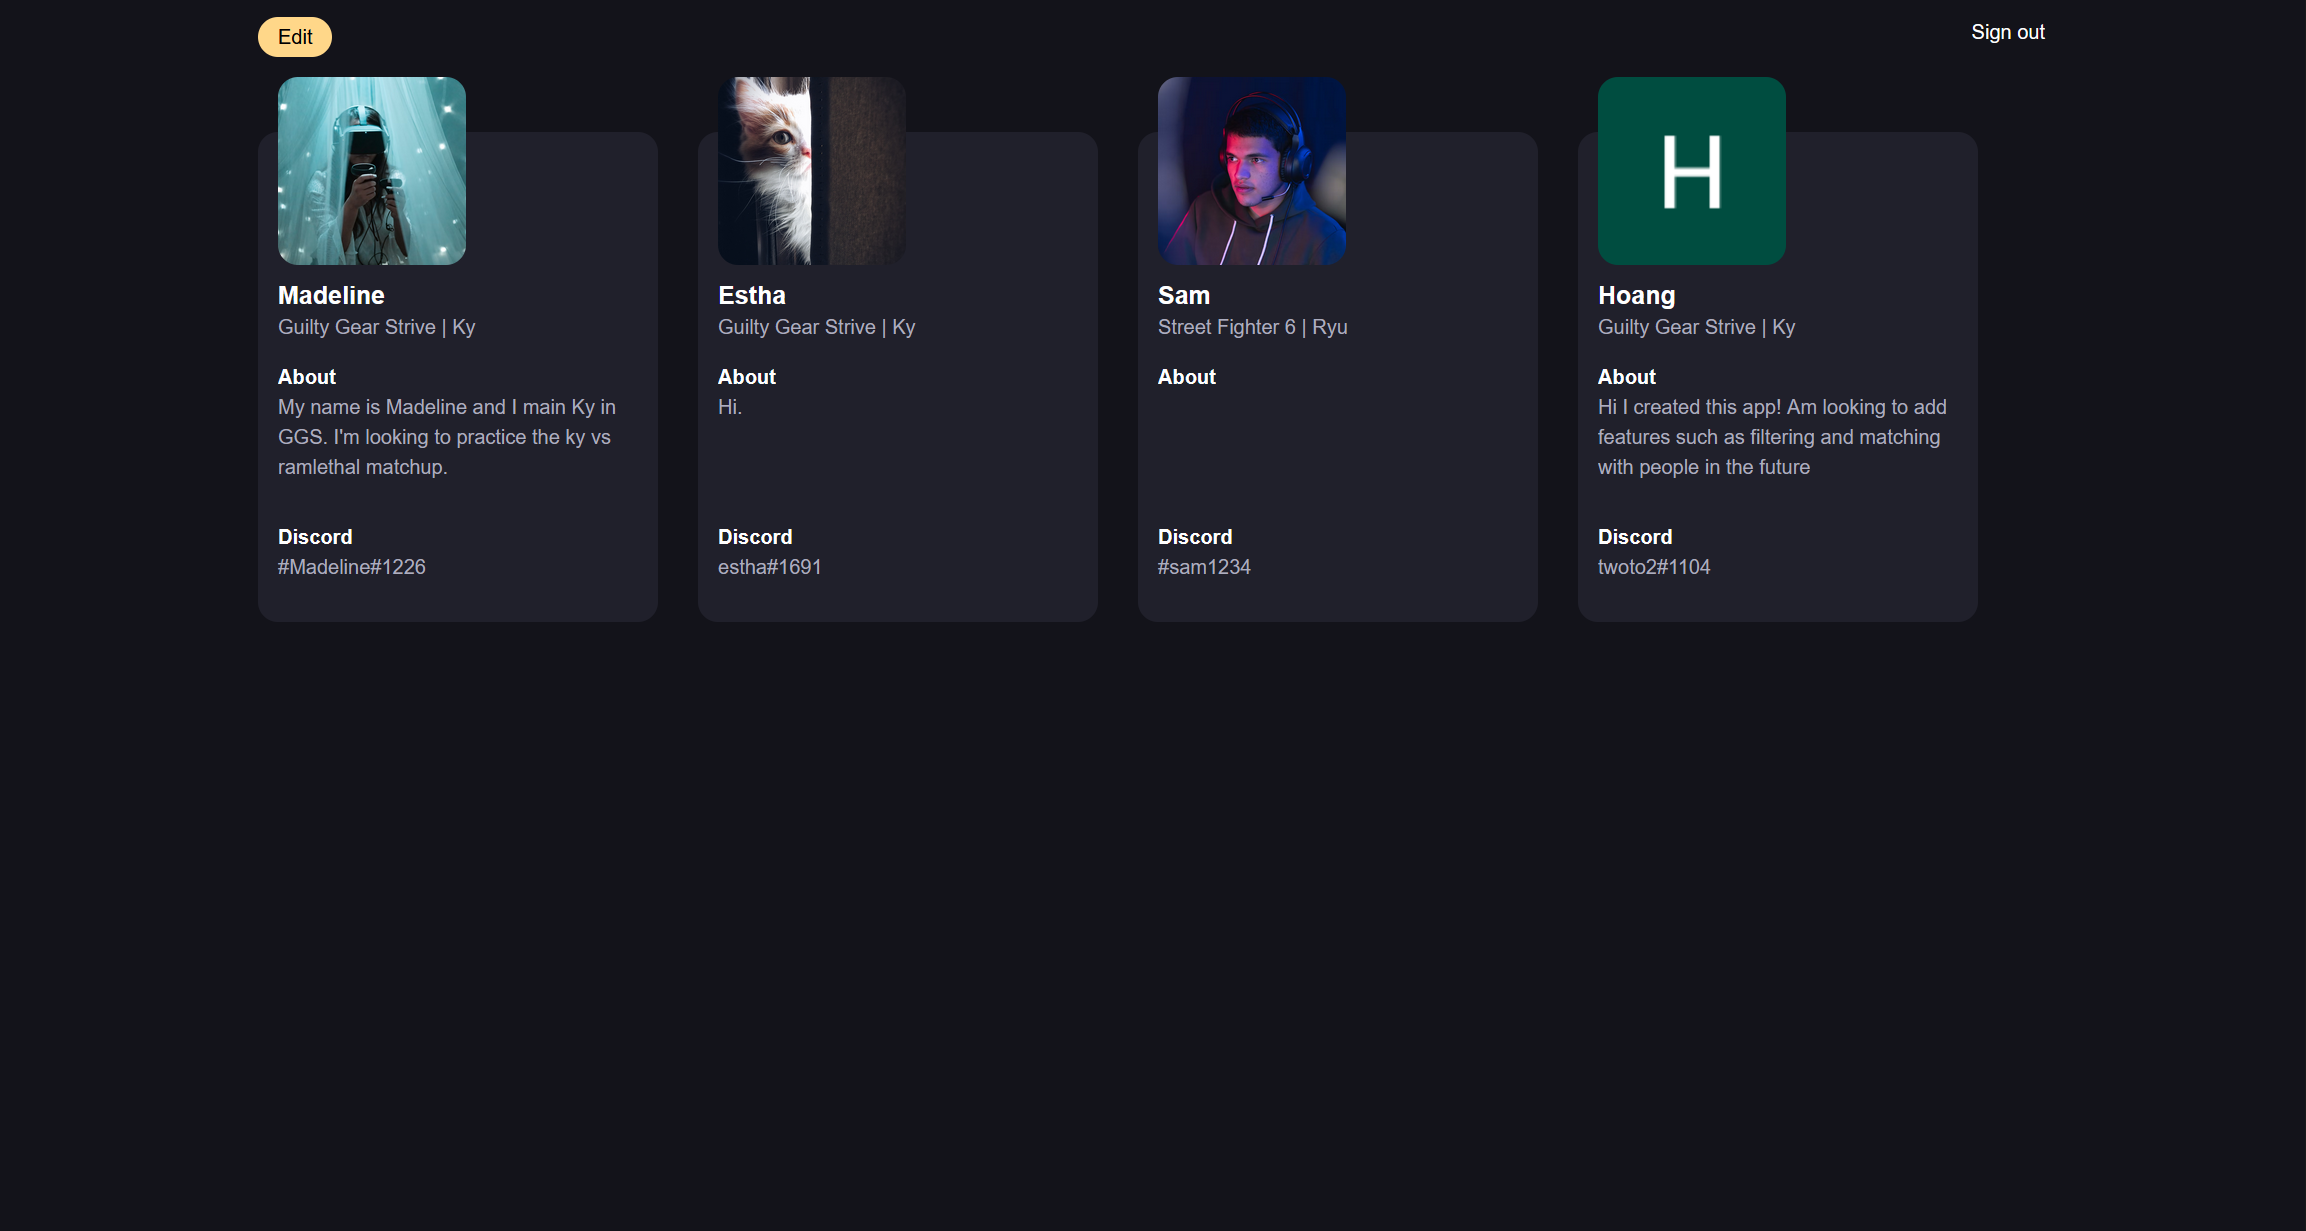 Edit
Sign out
H
Madeline
Guilty Gear Strive | Ky
About
My name is Madeline and I main Ky in
GGS. I'm looking to practice the ky vs
ramlethal matchup.
Discord
#Madeline#1226
Estha
Guilty Gear Strive | Ky
About
Hi.
Discord
estha#1691
Sam
Street Fighter 6 | Ryu
About
Discord
#sam1234
Hoang
Guilty Gear Strive | Ky
About
Hi I created this app! Am looking to add
features such as filtering and matching
with people in the future
Discord
twoto2#1104